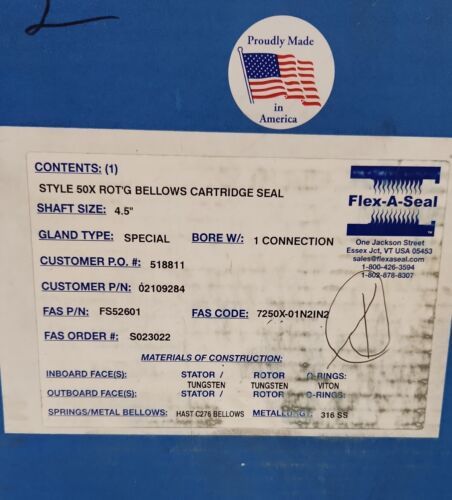 2
Proudly Made
in
America
CONTENTS: (1)
STYLE 50X ROT'G BELLOWS CARTRIDGE SEAL
SHAFT SIZE: 4.5"
GLAND TYPE: SPECIAL BORE W/: 1 CONNECTION
CUSTOMER P.O. #: 518811
CUSTOMER P/N: 02109284
FAS P/N: FS52601 FAS CODE: 7250X-01N2IN2
FAS ORDER #: S023022
Flex-A-Seal
One Jackson Street
Essex Jct, VT USA 05453
sales@flexaseal.com
1-800-426-3594
1-802-878-8307
MATERIALS OF CONSTRUCTION:
INBOARD FACE(S): STATOR / ROTOR O-RINGS:
TUNGSTEN TUNGSTEN VITON
OUTBOARD FACE(S): STATOR / ROTOR O-RINGS:
SPRINGS/METAL BELLOWS: HAST C276 BELLOWS METALLURGY: 316 SS